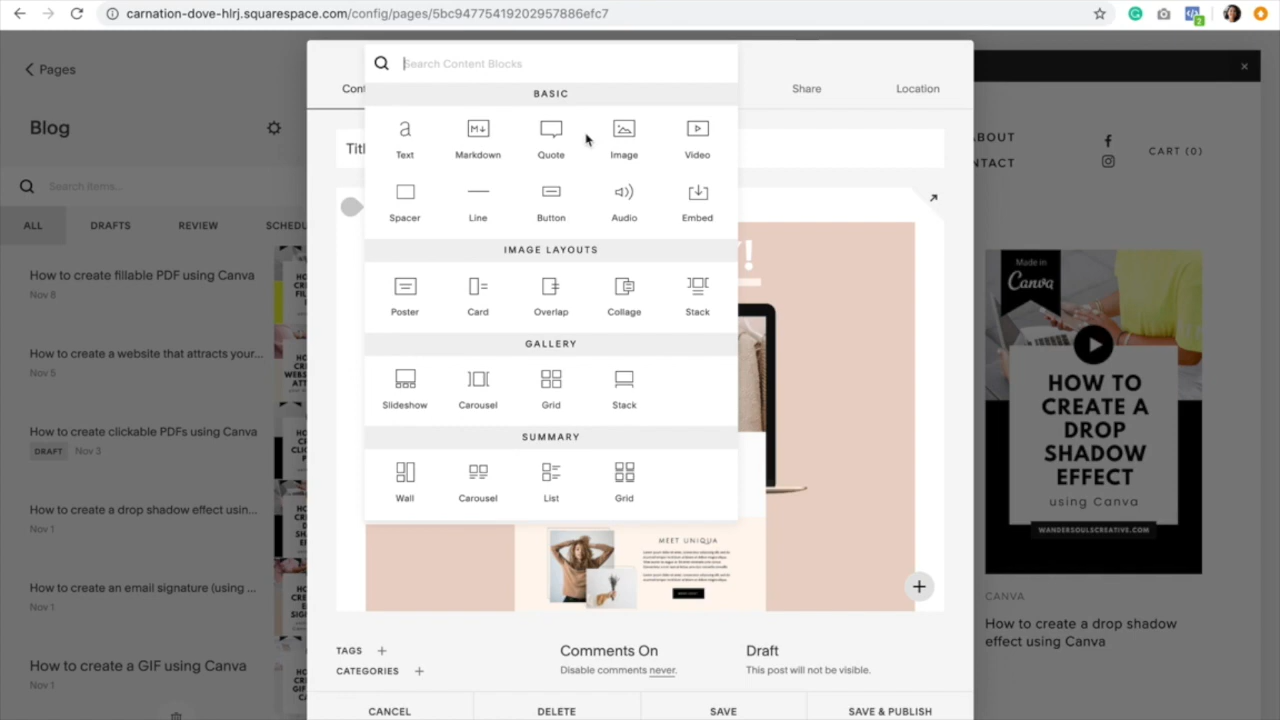 carnation-dove-hlrj.squarespace.com/config/pages/5bc94775419202957886efc7
2
Pages
Blog
Search items...
ALL
DRAFTS
REVIEW
SCHEDU
How to create fillable PDF using Canva
Nov 8
How to create a website that attracts your...
Nov 5
How to create clickable PDFs using Canva
DRAFT
Nov 3
How to create a drop shadow effect usin...
Nov 1
How to create an email signature (using ...
Nov 1
How to create a GIF using Canva
Nov 1
Cont
Share
Location
Titl
Search Content Blocks
BASIC
a
M
Text
Markdown
Quote
Image
Video
Spacer
Line
Button
Audio
Embed
IMAGE LAYOUTS
Poster
Card
Overlap
Collage
Stack
GALLERY
Slideshow
Carousel
Grid
Stack
SUMMARY
Wall
Carousel
List
Grid
Y!
MEET UNIQUA
TAGS +
CATEGORIES +
Comments On
Disable comments never.
Draft
This post will not be visible.
CANCEL
DELETE
SAVE
SAVE & PUBLISH
ABOUT
NTACT
CART (0)
Made in
Canva
HOW TO
CREATE A
DROP
SHADOW
EFFECT
using Canva
WANDERSOULSCREATIVE.COM
CANVA
How to create a drop shadow
effect using Canva